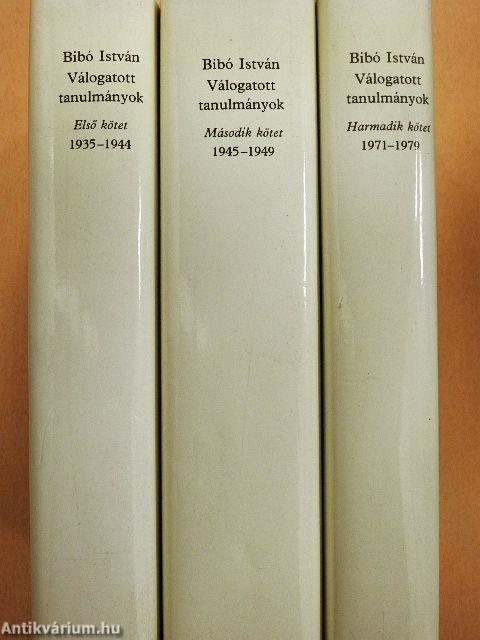 Bibó István
Válogatott
tanulmányok
Első kötet
1935–1944
Bibó István
Válogatott
tanulmányok
Második kötet
1945–1949
Bibó István
Válogatott
tanulmányok
Harmadik kötet
1971–1979
Antikvárium.hu